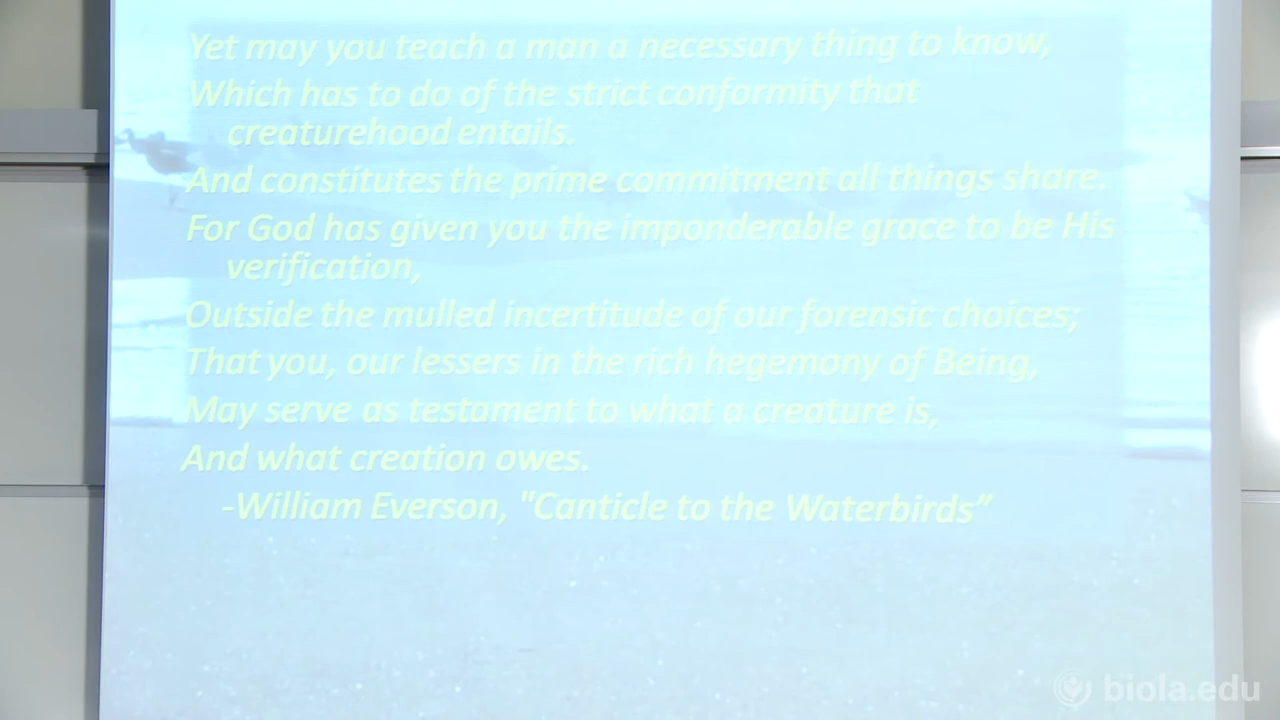 Yet may you teach a man a necessary thing to know,
Which has to do of the strict conformity that
creaturehood entails.
And constitutes the prime commitment all things share.
For God has given you the imponderable grace to be His
verification,
Outside the mulled incertitude of our forensic choices;
That you, our lessers in the rich hegemony of Being,
May serve as testament to what a creature is,
And what creation owes.
-William Everson, "Canticle to the Waterbirds”
biola.edu